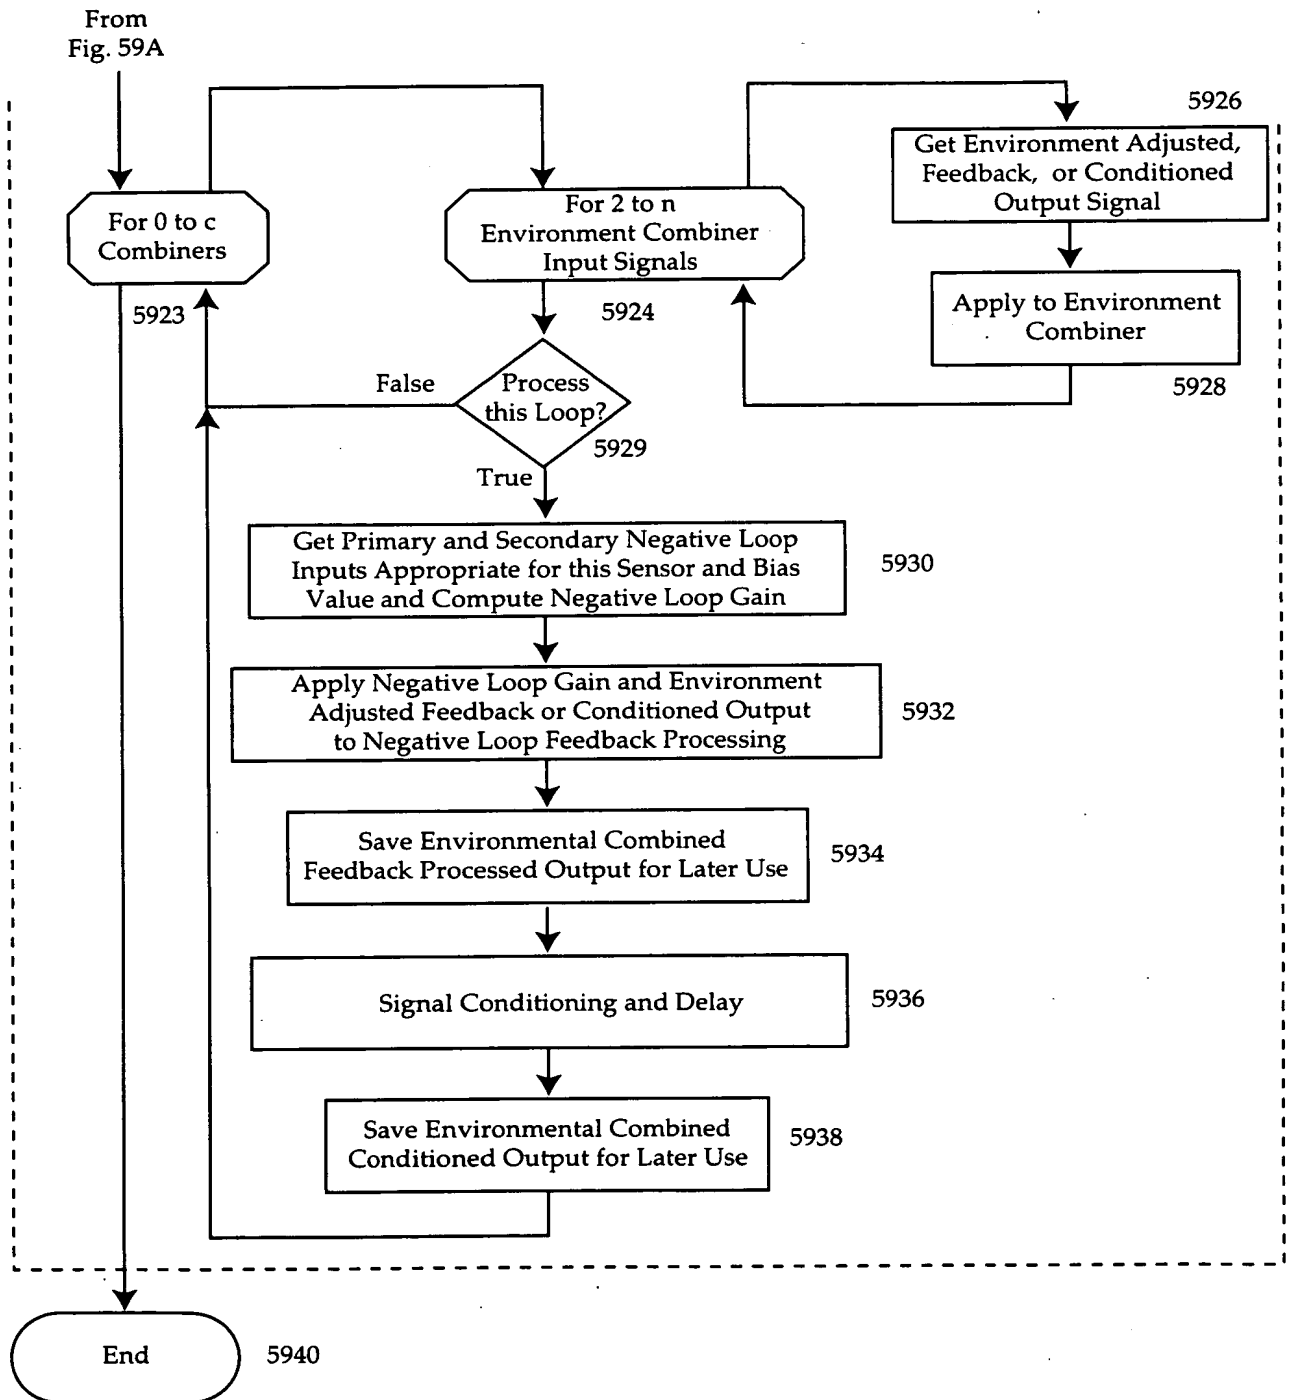 From
Fig. 59A
For 0 to c
Combiners
5923
For 2 to n
Environment Combiner
Input Signals
5924
5926
Get Environment Adjusted,
Feedback, or Conditioned
Output Signal
Apply to Environment
Combiner
5928
False
Process
this Loop?
5929
True
Get Primary and Secondary Negative Loop
Inputs Appropriate for this Sensor and Bias
Value and Compute Negative Loop Gain
5930
Apply Negative Loop Gain and Environment
Adjusted Feedback or Conditioned Output
to Negative Loop Feedback Processing
5932
Save Environmental Combined
Feedback Processed Output for Later Use
5934
Signal Conditioning and Delay
5936
Save Environmental Combined
Conditioned Output for Later Use
5938
End
5940